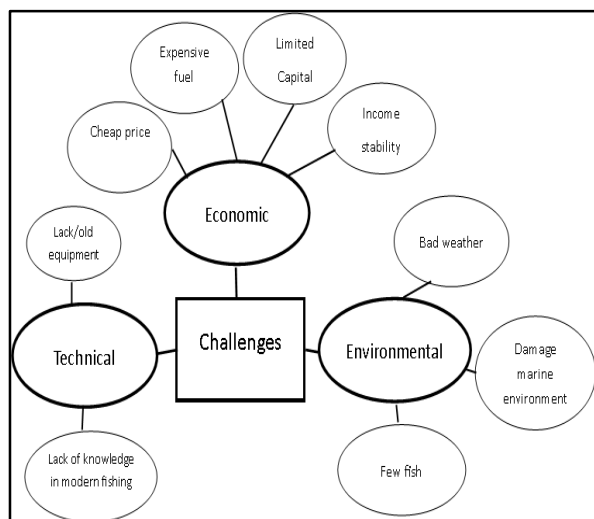 Expensive
fuel
Limited
Capital
Cheap price
Income
stability
Economic
Lack/old
equipment
Bad weather
Technical
Challenges
Environmental
Damage
marine
environment
Lack of knowledge
in modern fishing
Few fish